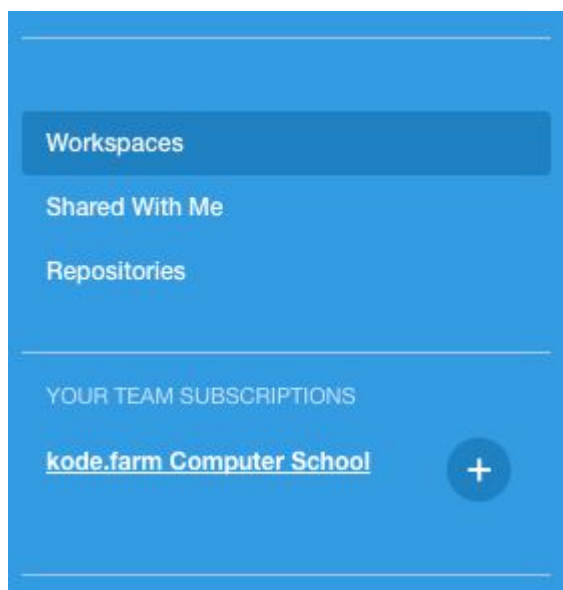 Workspaces
Shared With Me
Repositories
YOUR TEAM SUBSCRIPTIONS
kode.farm Computer School +